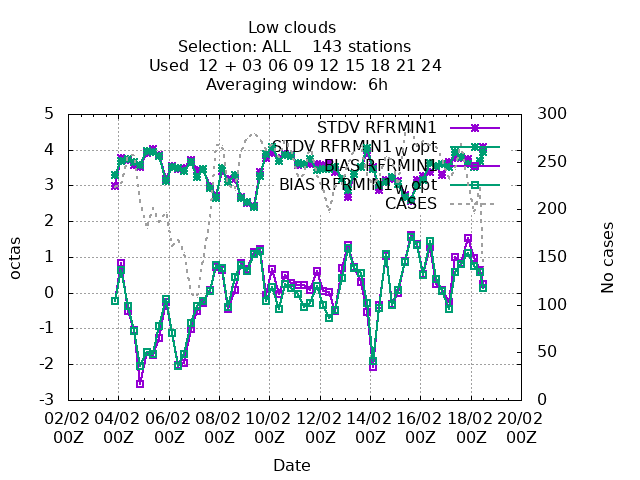 Low clouds
Selection: ALL    143 stations
Used  12 + 03 06 09 12 15 18 21 24
Averaging window:  6h
5
4
3
2
1
0
-1
-2
-3
octas
300
250
200
150
100
50
0
No cases
STDV RFRMIN1
STDV RFRMIN1_w_opt
BIAS RFRMIN1
BIAS RFRMIN1_w_opt
CASES
02/02 04/02 06/02 08/02 10/02 12/02 14/02 16/02 18/02 20/02
00Z 00Z 00Z 00Z 00Z 00Z 00Z 00Z 00Z 00Z
Date